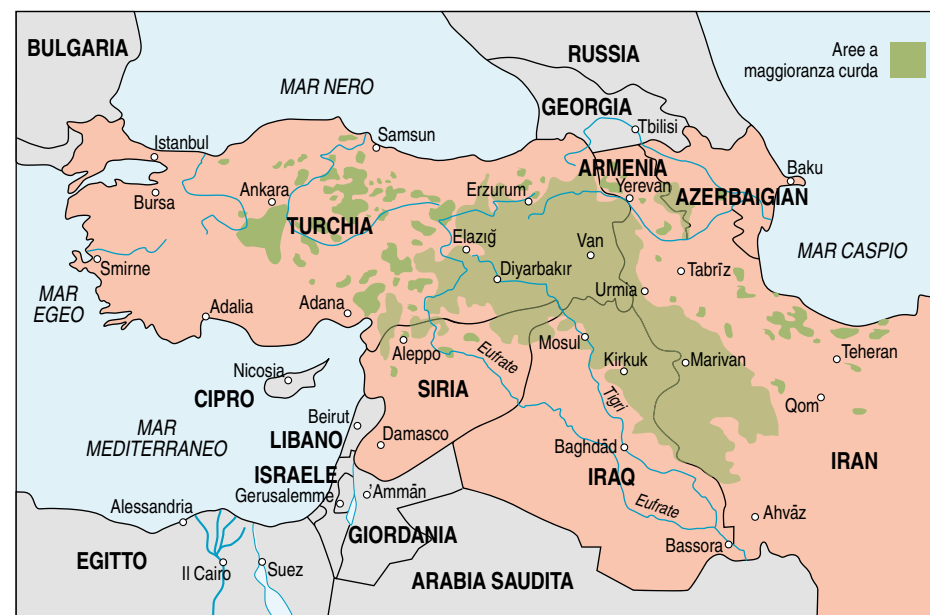 BULGARIA
RUSSIA
Aree a
maggioranza curda
MAR NERO
GEORGIA
Tbilisi
Istanbul
Samsun
ARMENIA
Baku
Bursa
Ankara
Erzurum
Yerevan
AZERBAIGIAN
TURCHIA
Elazığ
Van
MAR CASPIO
Smirne
Diyarbakır
Tabrīz
MAR
EGEO
Urmia
Adalia
Adana
Aleppo
Eufrate
Mosul
Kirkuk
Marivan
Teheran
Nicosia
CIPRO
SIRIA
Tigri
Qom
Beirut
LIBANO
Damasco
MAR
MEDITERRANEO
Baghdād
IRAN
ISRAELE
IRAQ
Gerusalemme
'Ammān
Eufrate
Alessandria
Ahvāz
GIORDANIA
Bassora
EGITTO
Il Cairo
Suez
ARABIA SAUDITA